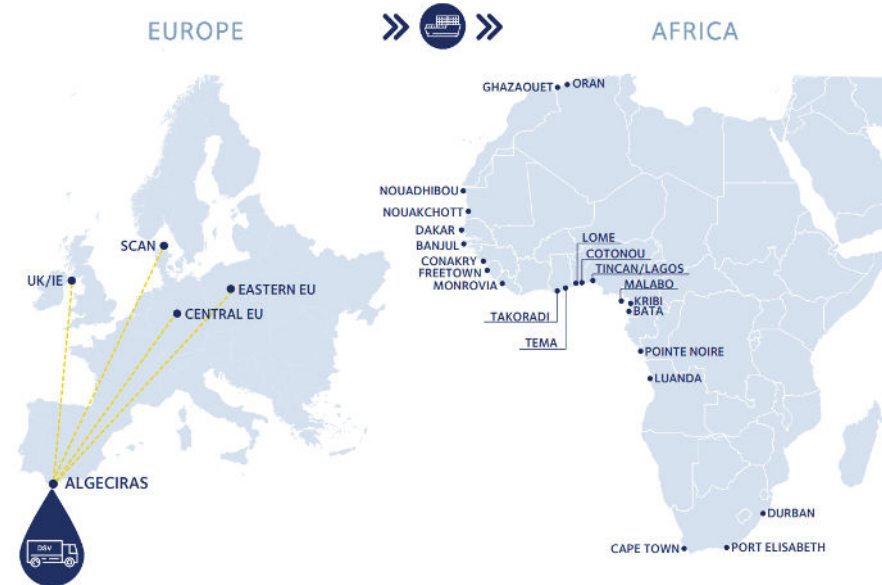 EUROPE
AFRICA
SCAN
UK/IE
EASTERN EU
CENTRAL EU
ALGECIRAS
DSV
GHAZAOUET
ORAN
NOUADHIBOU
NOUAKCHOTT
DAKAR
BANJUL
CONAKRY
FREETOWN
MONROVIA
LOME
COTONOU
TINCAN/LAGOS
MALABO
KRIBI
BATA
TAKORADI
TEMA
POINTE NOIRE
LUANDA
DURBAN
CAPE TOWN
PORT ELISABETH